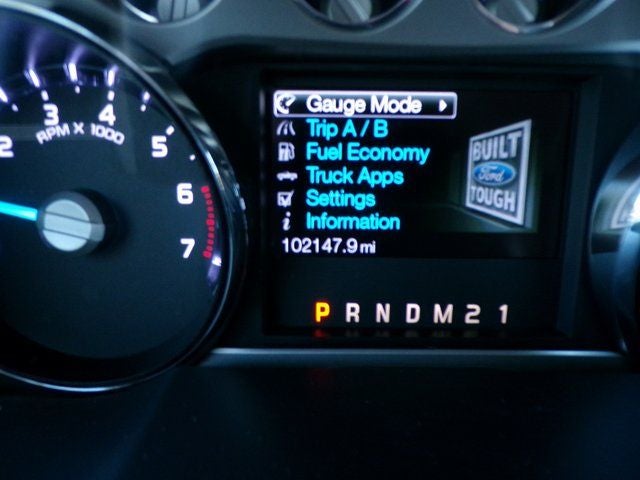 2
3
4
5
6
7
RPM X 1000
Gauge Mode
Trip A / B
Fuel Economy
Truck Apps
Settings
Information
102147.9 mi
BUILT
Ford
TOUGH
P R N D M 2 1